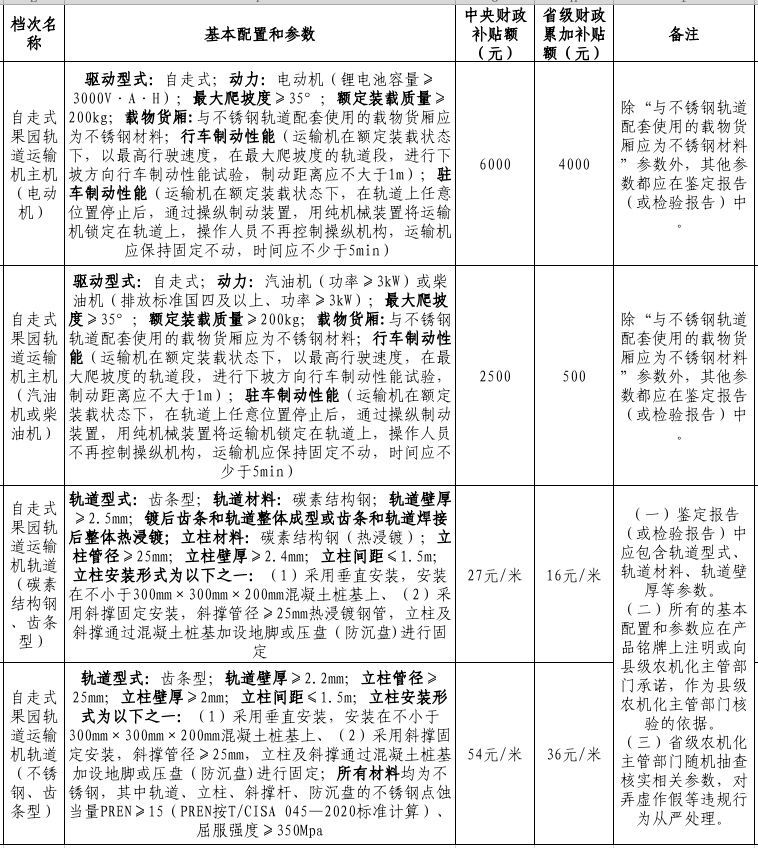 档次名
称
基本配置和参数
中央财政
补贴额
（元）
省级财政
累加补贴
额（元）
备注
自走式
果园轨
道运输
机主机
（电动
机）
驱动型式：自走式；动力：电动机（锂电池容量≥
3000V·A·H）；最大爬坡度≥35°；额定装载质量≥
200kg；载物货厢:与不锈钢轨道配套使用的载物货厢应
为不锈钢材料；行车制动性能（运输机在额定装载状态
下，以最高行驶速度，在最大爬坡度的轨道段，进行下
坡方向行车制动性能试验，制动距离应不大于1m）；驻
车制动性能（运输机在额定装载状态下，在轨道上任意
位置停止后，通过操纵制动装置，用纯机械装置将运输
机锁定在轨道上，操作人员不再控制操纵机构，运输机
应保持固定不动，时间应不少于5min）
6000
4000
除“与不锈钢轨道
配套使用的载物货
厢应为不锈钢材料
”参数外，其他参
数都应在鉴定报告
（或检验报告）中
。
自走式
果园轨
道运输
机主机
（汽油
机或柴
油机）
驱动型式：自走式；动力：汽油机（功率≥3kW）或柴
油机（排放标准国四及以上、功率≥3kW）；最大爬坡
度≥35°；额定装载质量≥200kg；载物货厢:与不锈钢
轨道配套使用的载物货厢应为不锈钢材料；行车制动性
能（运输机在额定装载状态下，以最高行驶速度，在最
大爬坡度的轨道段，进行下坡方向行车制动性能试验，
制动距离应不大于1m）；驻车制动性能（运输机在额定
装载状态下，在轨道上任意位置停止后，通过操纵制动
装置，用纯机械装置将运输机锁定在轨道上，操作人员
不再控制操纵机构，运输机应保持固定不动，时间应不
少于5min）
2500
500
除“与不锈钢轨道
配套使用的载物货
厢应为不锈钢材料
”参数外，其他参
数都应在鉴定报告
（或检验报告）中
。
自走式
果园轨
道运输
机轨道
（碳素
结构钢
、齿条
型）
轨道型式：齿条型；轨道材料：碳素结构钢；轨道壁厚
≥2.5mm；镀后齿条和轨道整体成型或齿条和轨道焊接
后整体热浸镀；立柱材料：碳素结构钢（热浸镀）；立
柱管径≥25mm；立柱壁厚≥2.4mm；立柱间距≤1.5m；
立柱安装形式为以下之一：（1）采用垂直安装，安装
在不小于300mm×300mm×200mm混凝土桩基上、（2）采
用斜撑固定安装，斜撑管径≥25mm热浸镀钢管，立柱及
斜撑通过混凝土桩基加设地脚或压盘（防沉盘)进行固
定
27元/米
16元/米
自走式
果园轨
道运输
机轨道
（不锈
钢、齿
条型）
轨道型式：齿条型；轨道壁厚≥2.2mm；立柱管径≥
25mm；立柱壁厚≥2mm；立柱间距≤1.5m；立柱安装形
式为以下之一：（1）采用垂直安装，安装在不小于
300mm×300mm×200mm混凝土桩基上、（2）采用斜撑固
定安装，斜撑管径≥25mm，立柱及斜撑通过混凝土桩基
加设地脚或压盘（防沉盘)进行固定；所有材料均为不
锈钢，其中轨道、立柱、斜撑杆、防沉盘的不锈钢点蚀
当量PREN≥15（PREN按T/CISA 045—2020标准计算）、
屈服强度≥350Mpa
54元/米
36元/米
（一）鉴定报告
（或检验报告）中
应包含轨道型式、
轨道材料、轨道壁
厚等参数。
（二）所有的基本
配置和参数应在产
品铭牌上注明或向
县级农机化主管部
门承诺，作为县级
农机化主管部门核
验的依据。
（三）省级农机化
主管部门随机抽查
核实相关参数，对
弄虚作假等违规行
为从严处理。